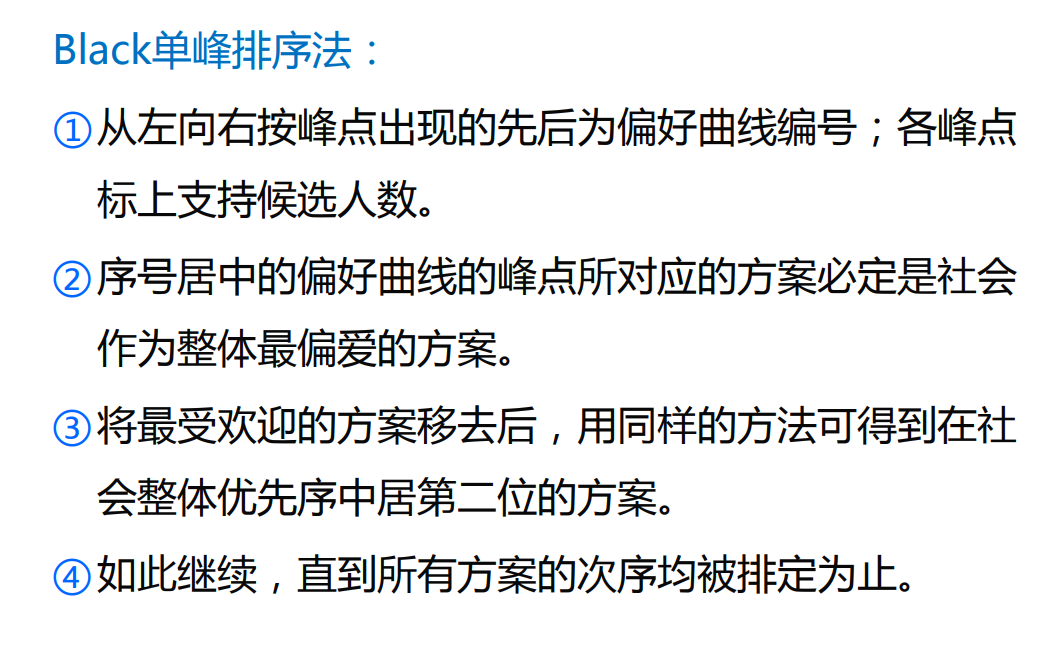 Black单峰排序法：
①从左向右按峰点出现的先后为偏好曲线编号；各峰点
标上支持候选人数。
②序号居中的偏好曲线的峰点所对应的方案必定是社会
作为整体最偏爱的方案。
③将最受欢迎的方案移去后，用同样的方法可得到在社
会整体优先序中居第二位的方案。
④如此继续，直到所有方案的次序均被排定为止。